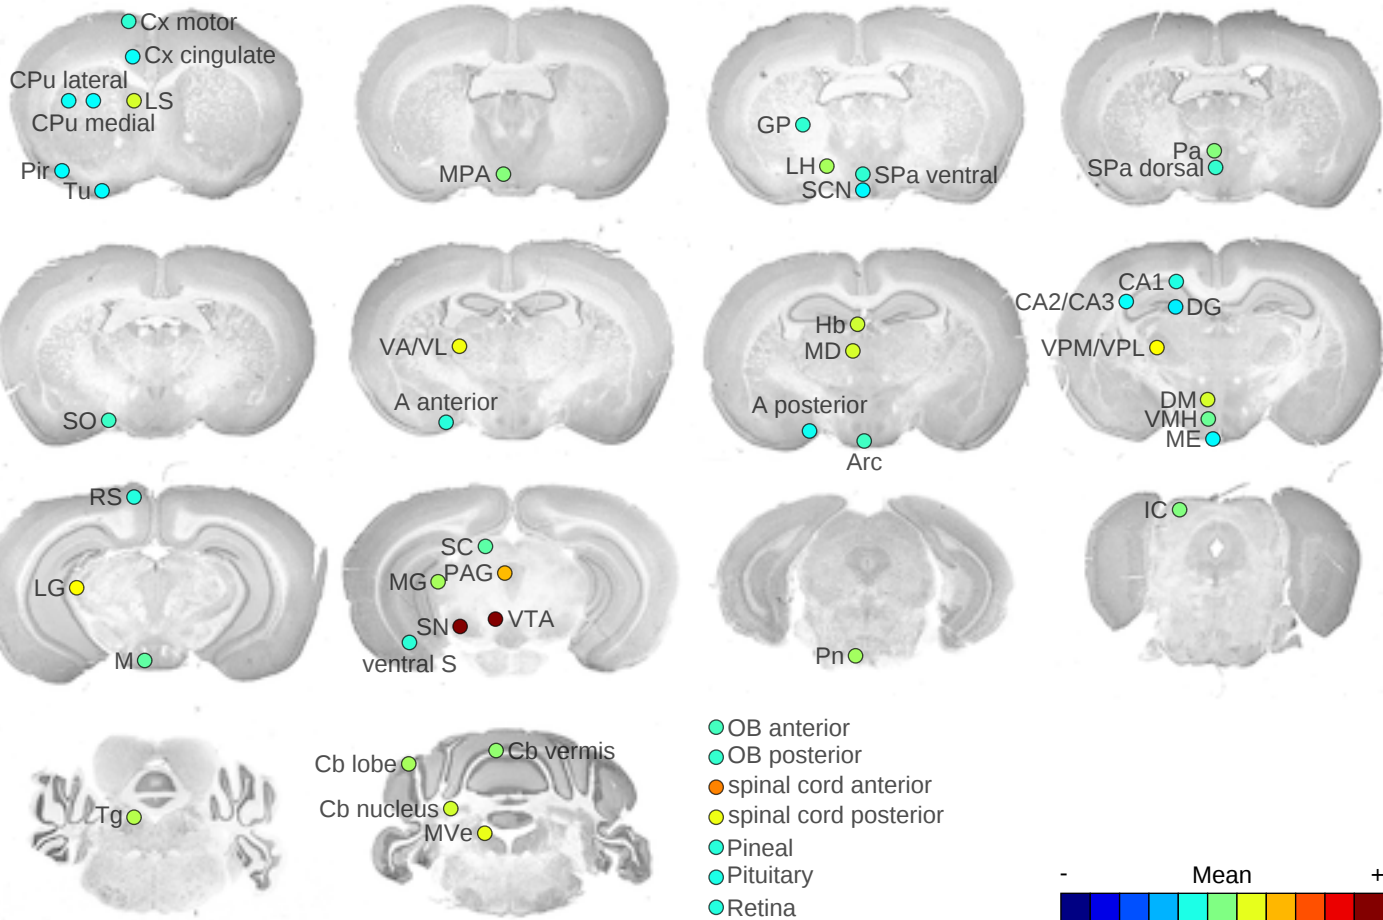 Cx motor
Cx cingulate
CPu lateral
LS
CPu medial
Pir
Tu
MPA
GP
LH
SPa ventral
SCN
Pa
SPa dorsal
SO
VA/VL
A anterior
Hb
MD
A posterior
Arc
CA1
CA2/CA3
DG
VPM/VPL
DM
VMH
ME
RS
LG
M
SC
PAG
MG
SN
VTA
ventral S
Pn
IC
Tg
Cb lobe
Cb vermis
Cb nucleus
MVe
OB anterior
OB posterior
spinal cord anterior
spinal cord posterior
Pineal
Pituitary
Retina
- Mean +